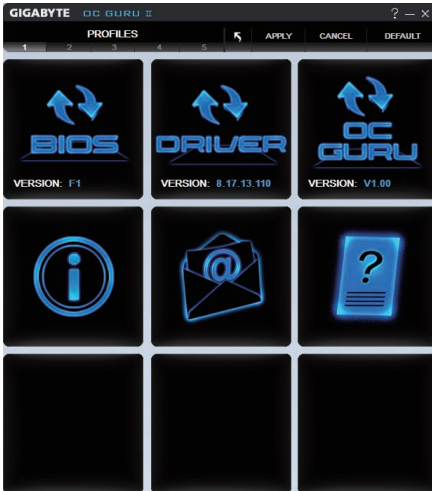 GIGABYTE OC GURU II ? – ×
PROFILES APPLY CANCEL DEFAULT
1 2 3 4 5
BIOS DRIVER OC GURU
VERSION: F1 VERSION: 8.17.13.110 VERSION: V1.00
@ ?